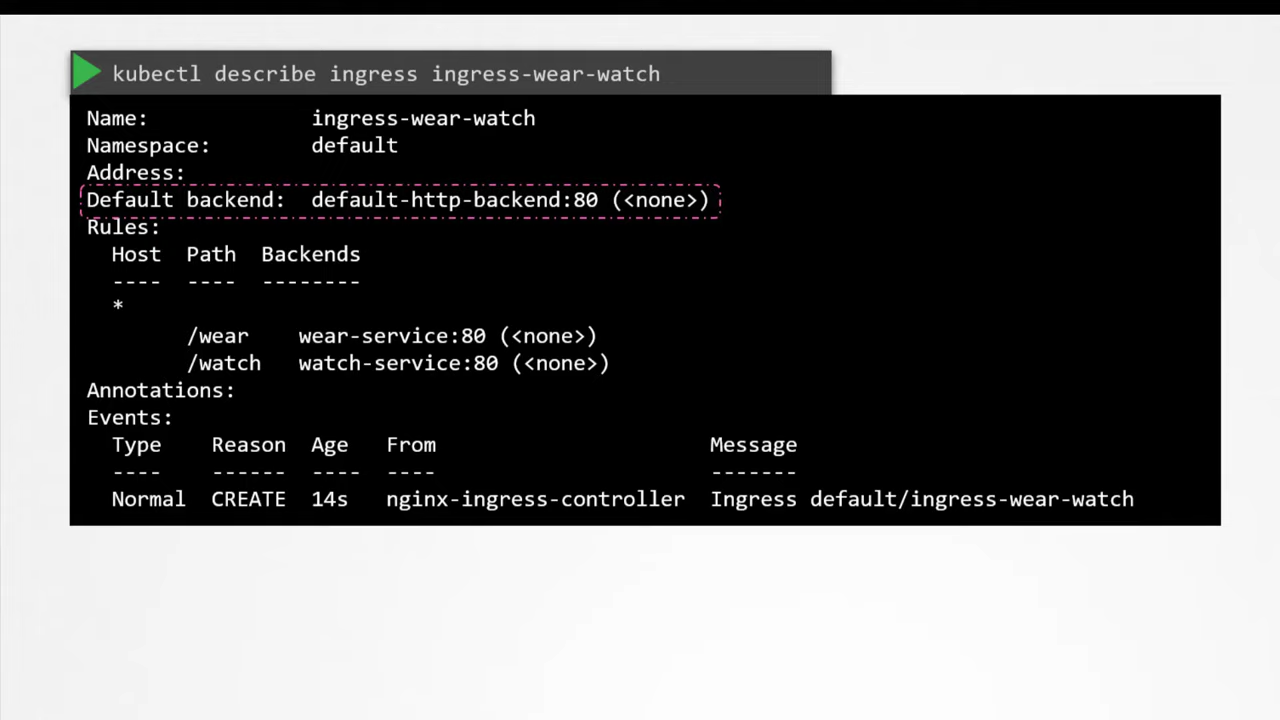 kubectl describe ingress ingress-wear-watch
Name: ingress-wear-watch
Namespace: default
Address:
Default backend: default-http-backend:80 (<none>)
Rules:
Host Path Backends
---- ---- --------
*
/wear wear-service:80 (<none>)
/watch watch-service:80 (<none>)
Annotations:
Events:
Type Reason Age From Message
---- ------ ---- ---- -------
Normal CREATE 14s nginx-ingress-controller Ingress default/ingress-wear-watch